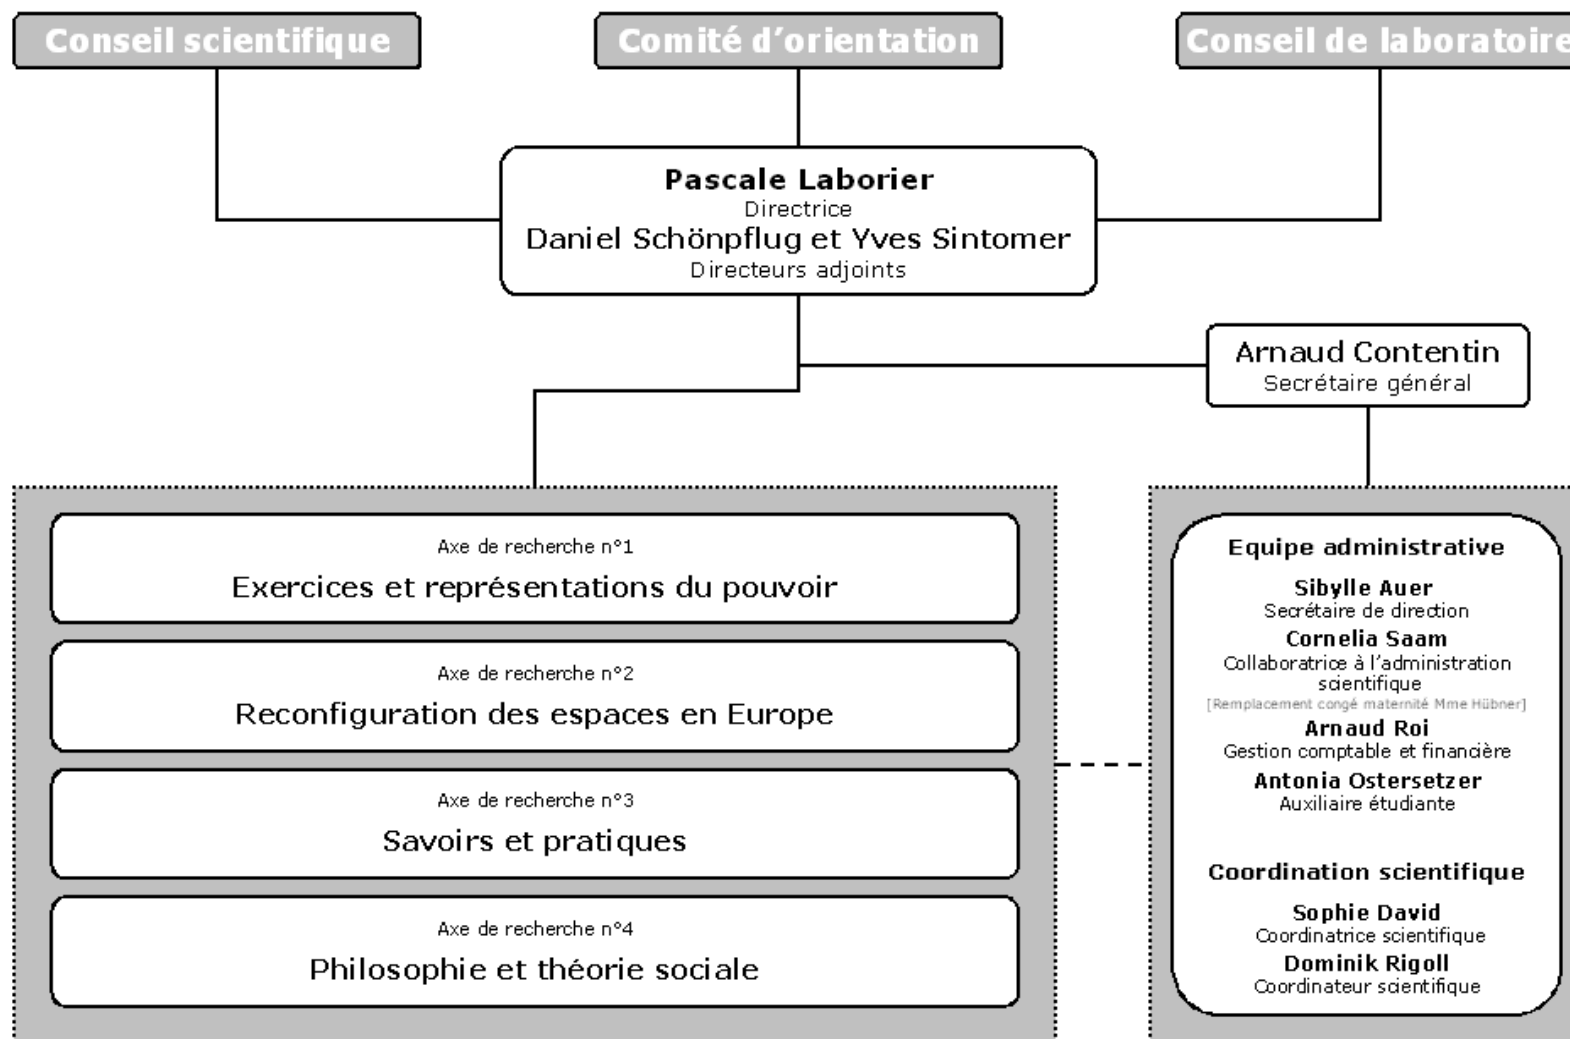 Conseil scientifique
Comité d'orientation
Conseil de laboratoire
Pascale Laborier
Directrice
Daniel Schönpflug et Yves Sintomer
Directeurs adjoints
Arnaud Contentin
Secrétaire général
Axe de recherche n°1
Exercices et représentations du pouvoir
Axe de recherche n°2
Reconfiguration des espaces en Europe
Axe de recherche n°3
Savoirs et pratiques
Axe de recherche n°4
Philosophie et théorie sociale
Equipe administrative
Sibylle Auer
Secrétaire de direction
Cornelia Saam
Collaboratrice à l'administration
scientifique
[Remplacement congé maternité Mme Hübner]
Arnaud Roi
Gestion comptable et financière
Antonia Ostersetzer
Auxiliaire étudiante
Coordination scientifique
Sophie David
Coordinatrice scientifique
Dominik Rigoll
Coordinateur scientifique